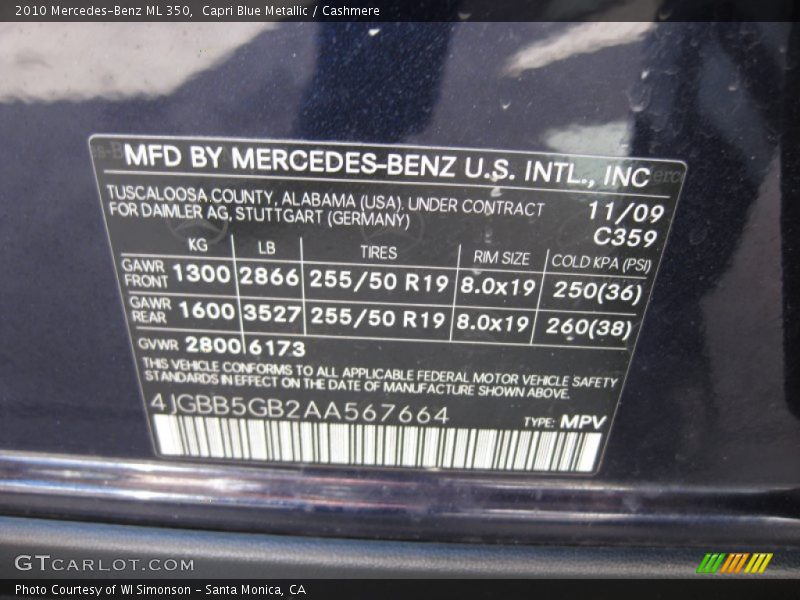 2010 Mercedes-Benz ML 350, Capri Blue Metallic / Cashmere
MFD BY MERCEDES-BENZ U.S. INTL., INC
TUSCALOOSA COUNTY, ALABAMA (USA). UNDER CONTRACT
FOR DAIMLER AG, STUTTGART (GERMANY)
11/09
C359
KG LB TIRES RIM SIZE COLD KPA (PSI)
GAWR FRONT 1300 2866 255/50 R19 8.0x19 250(36)
GAWR REAR 1600 3527 255/50 R19 8.0x19 260(38)
GVWR 2800 6173
THIS VEHICLE CONFORMS TO ALL APPLICABLE FEDERAL MOTOR VEHICLE SAFETY
STANDARDS IN EFFECT ON THE DATE OF MANUFACTURE SHOWN ABOVE.
4JGBB5GB2AA567664 TYPE: MPV
GTCARLOT.COM
Photo Courtesy of WI Simonson - Santa Monica, CA